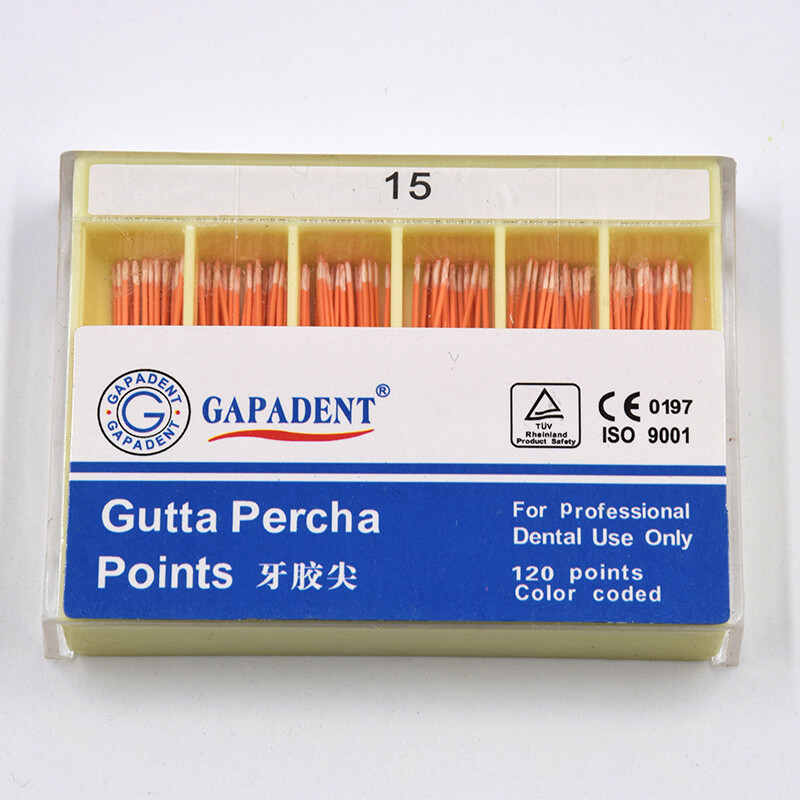 15
GAPADENT
G
GAPADENT
GAPADENT®
TÜV
Rheinland
Product Safety
CE 0197
ISO 9001
Gutta Percha
Points 牙胶尖
For professional
Dental Use Only
120 points
Color coded